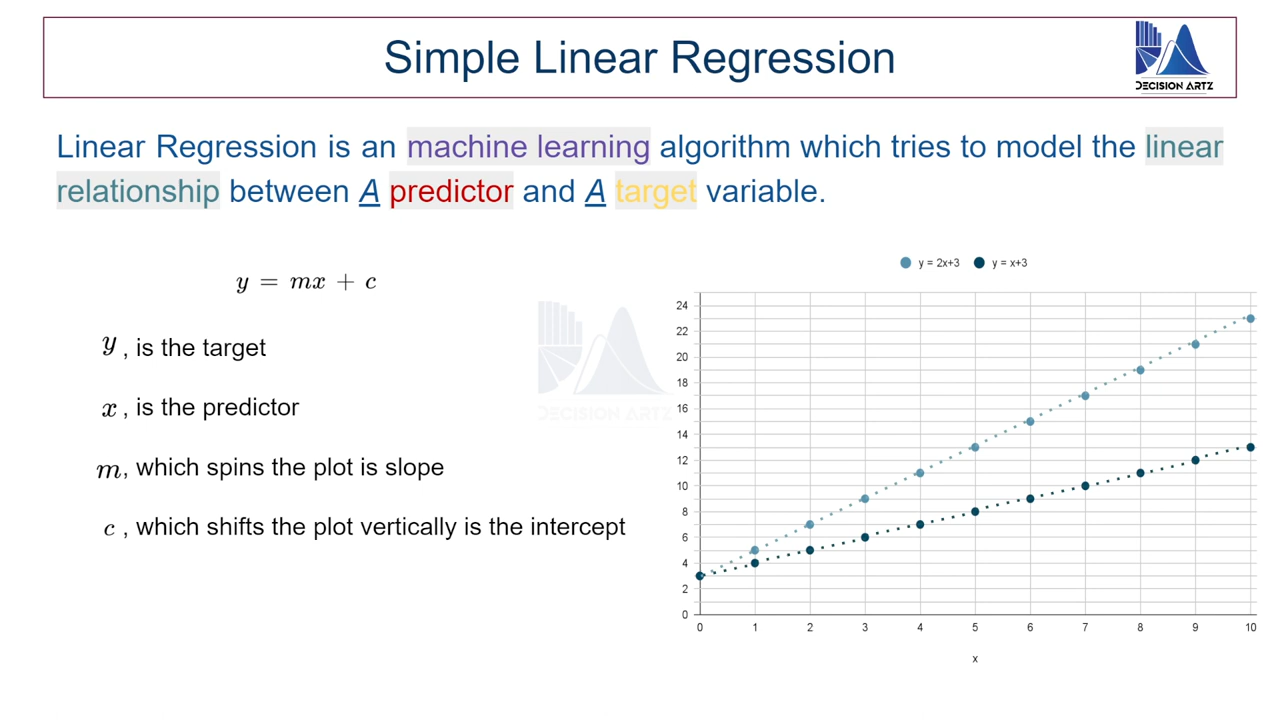 Simple Linear Regression
DECISION ARTZ
Linear Regression is an machine learning algorithm which tries to model the linear
relationship between A predictor and A target variable.
y = mx + c
y , is the target
x , is the predictor
m, which spins the plot is slope
c , which shifts the plot vertically is the intercept
DECISION ARTZ
y = 2x+3 y = x+3
24
22
20
18
16
14
12
10
8
6
4
2
0
0 1 2 3 4 5 6 7 8 9 10
x